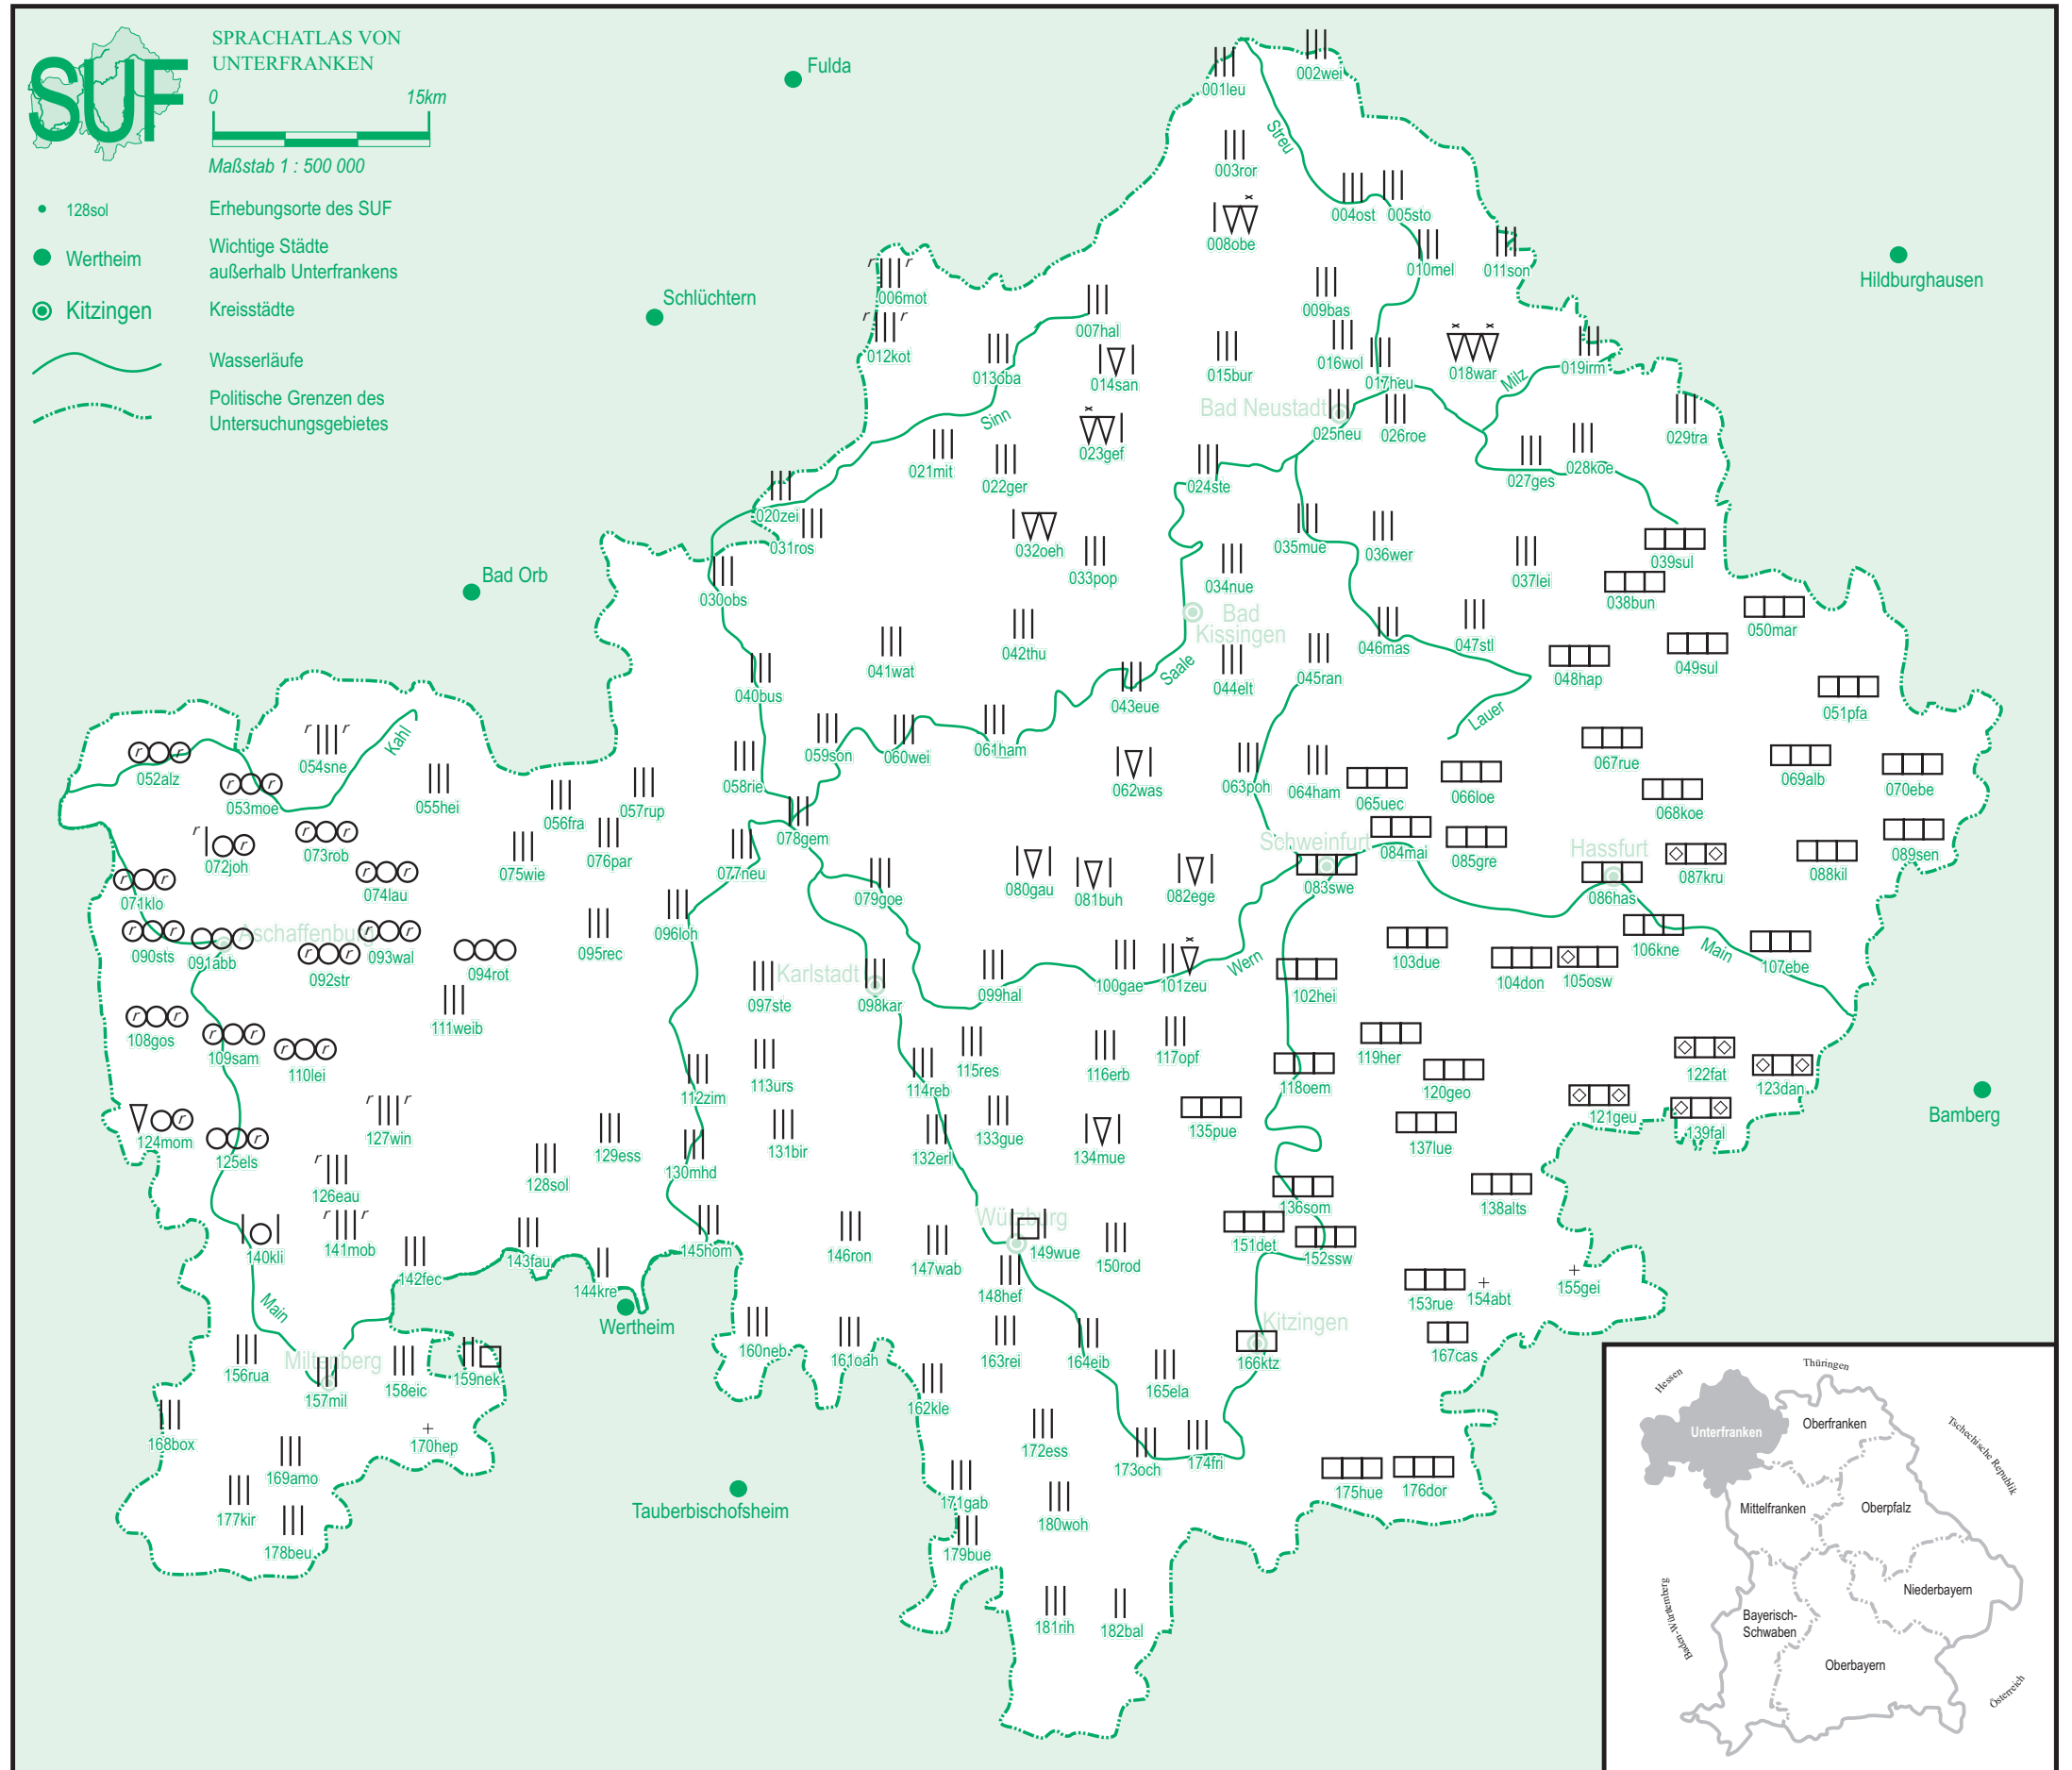 SUF
SPRACHATLAS VON
UNTERFRANKEN
0 15km
Maßstab 1 : 500 000
128sol Erhebungsorte des SUF
Wertheim Wichtige Städte
außerhalb Unterfrankens
Kitzingen Kreisstädte
Wasserläufe
Politische Grenzen des
Untersuchungsgebietes
Fulda
Schlüchtern
Bad Orb
Hildburghausen
Bamberg
Wertheim
Tauberbischofsheim
Streu
Sinn
Milz
Saale
Lauer
Kahl
Wern
Main
Main
Bad Neustadt
Bad
Kissingen
Schweinfurt
Hassfurt
Aschaffenburg
Karlstadt
Würzburg
Kitzingen
Miltenberg
001leu
002wei
003ror
004ost
005sto
006mot
007hal
008obe
009bas
010mel
011son
012kot
013oba
014san
015bur
016wol
017heu
018war
019irm
020zei
021mit
022ger
023gef
024ste
025neu
026roe
027ges
028koe
029tra
030obs
031ros
032oeh
033pop
034nue
035mue
036wer
037lei
038bun
039sul
040bus
041wat
042thu
043eue
044elt
045ran
046mas
047stl
048hap
049sul
050mar
051pfa
052alz
053moe
054sne
055hei
056fra
057rup
058rie
059son
060wei
061ham
062was
063poh
064ham
065uec
066loe
067rue
068koe
069alb
070ebe
071klo
072joh
073rob
074lau
075wie
076par
077neu
078gem
079goe
080gau
081buh
082ege
083swe
084mai
085gre
086has
087kru
088kil
089sen
090sts
091abb
092str
093wal
094rot
095rec
096loh
097ste
098kar
099hal
100gae
101zeu
102hei
103due
104don
105osw
106kne
107ebe
108gos
109sam
110lei
111weib
112zim
113urs
114reb
115res
116erb
117opf
118oem
119her
120geo
121geu
122fat
123dan
124mom
125els
126eau
127win
128sol
129ess
130mhd
131bir
132erl
133gue
134mue
135pue
136som
137lue
138alts
139fal
140kli
141mob
142fec
143fau
144kre
145hom
146ron
147wab
148hef
149wue
150rod
151det
152ssw
153rue
154abt
155gei
156rua
157mil
158eic
159nek
160neb
161oah
162kle
163rei
164eib
165ela
166ktz
167cas
168box
169amo
170hep
171gab
172ess
173och
174fri
175hue
176dor
177kir
178beu
179bue
180woh
181rih
182bal
Hessen
Thüringen
Tschechische Republik
Österreich
Baden-Württemberg
Unterfranken
Oberfranken
Mittelfranken
Oberpfalz
Niederbayern
Bayerisch-
Schwaben
Oberbayern